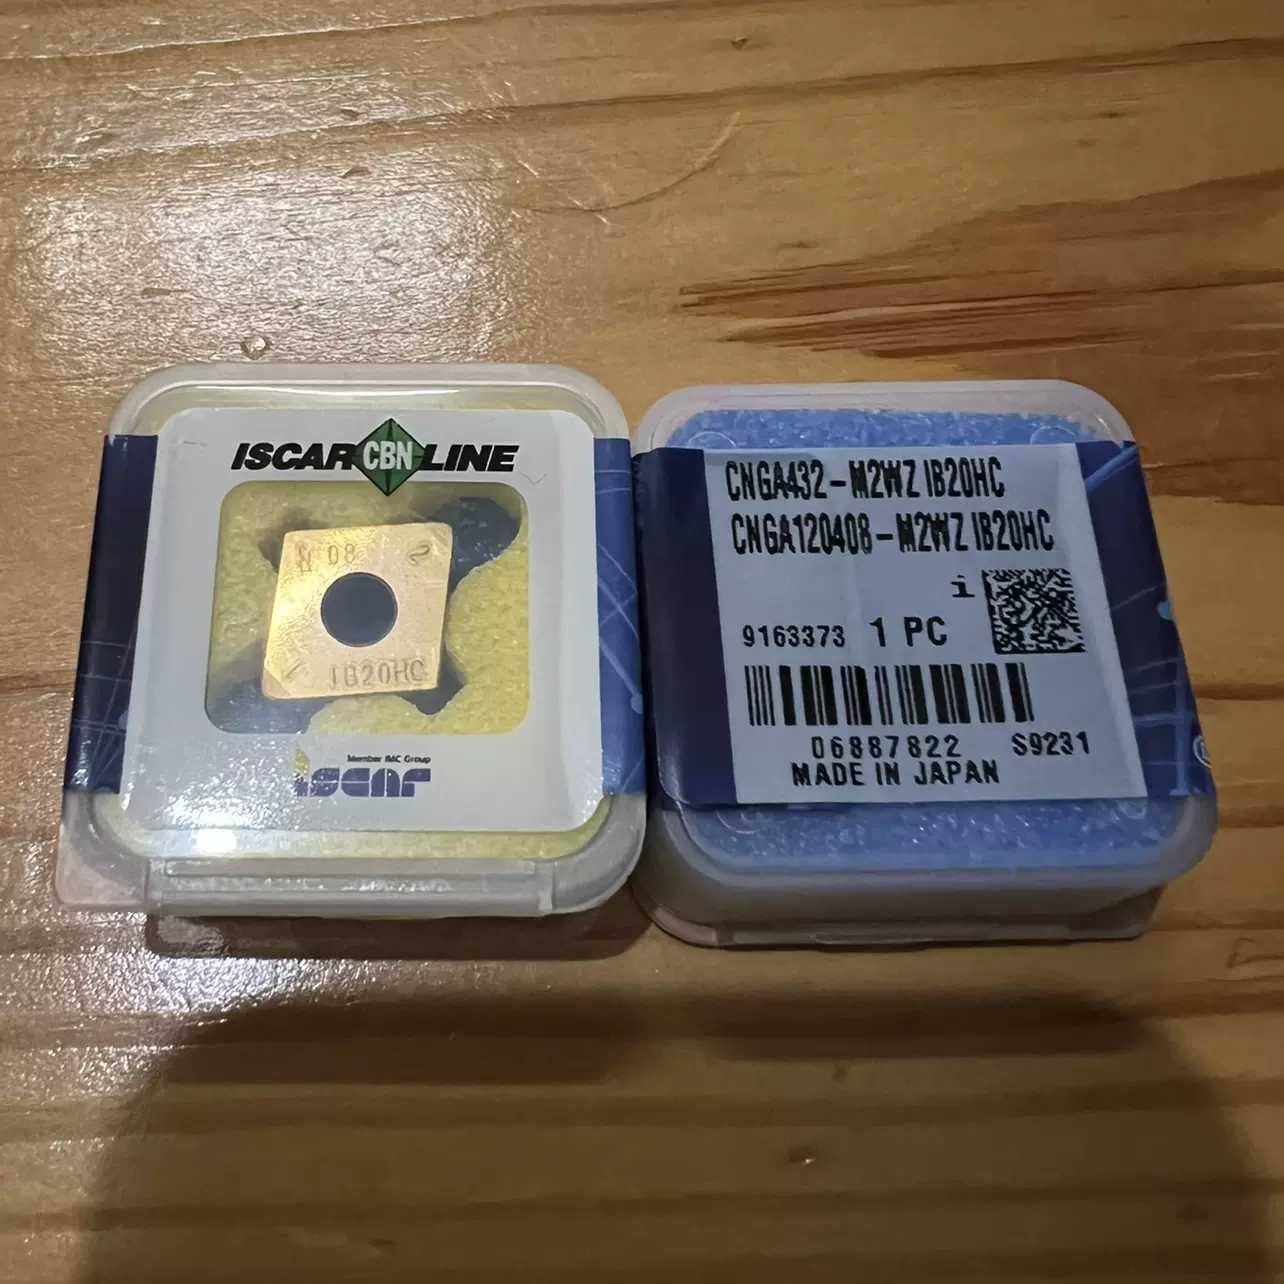 ISCAR CBN LINE
08 2
IB20HC
Member IMC Group
iscar
CNGA432-M2WZ IB20HC
CNGA120408-M2WZ IB20HC
i
9163373 1 PC
06887822 S9231
MADE IN JAPAN